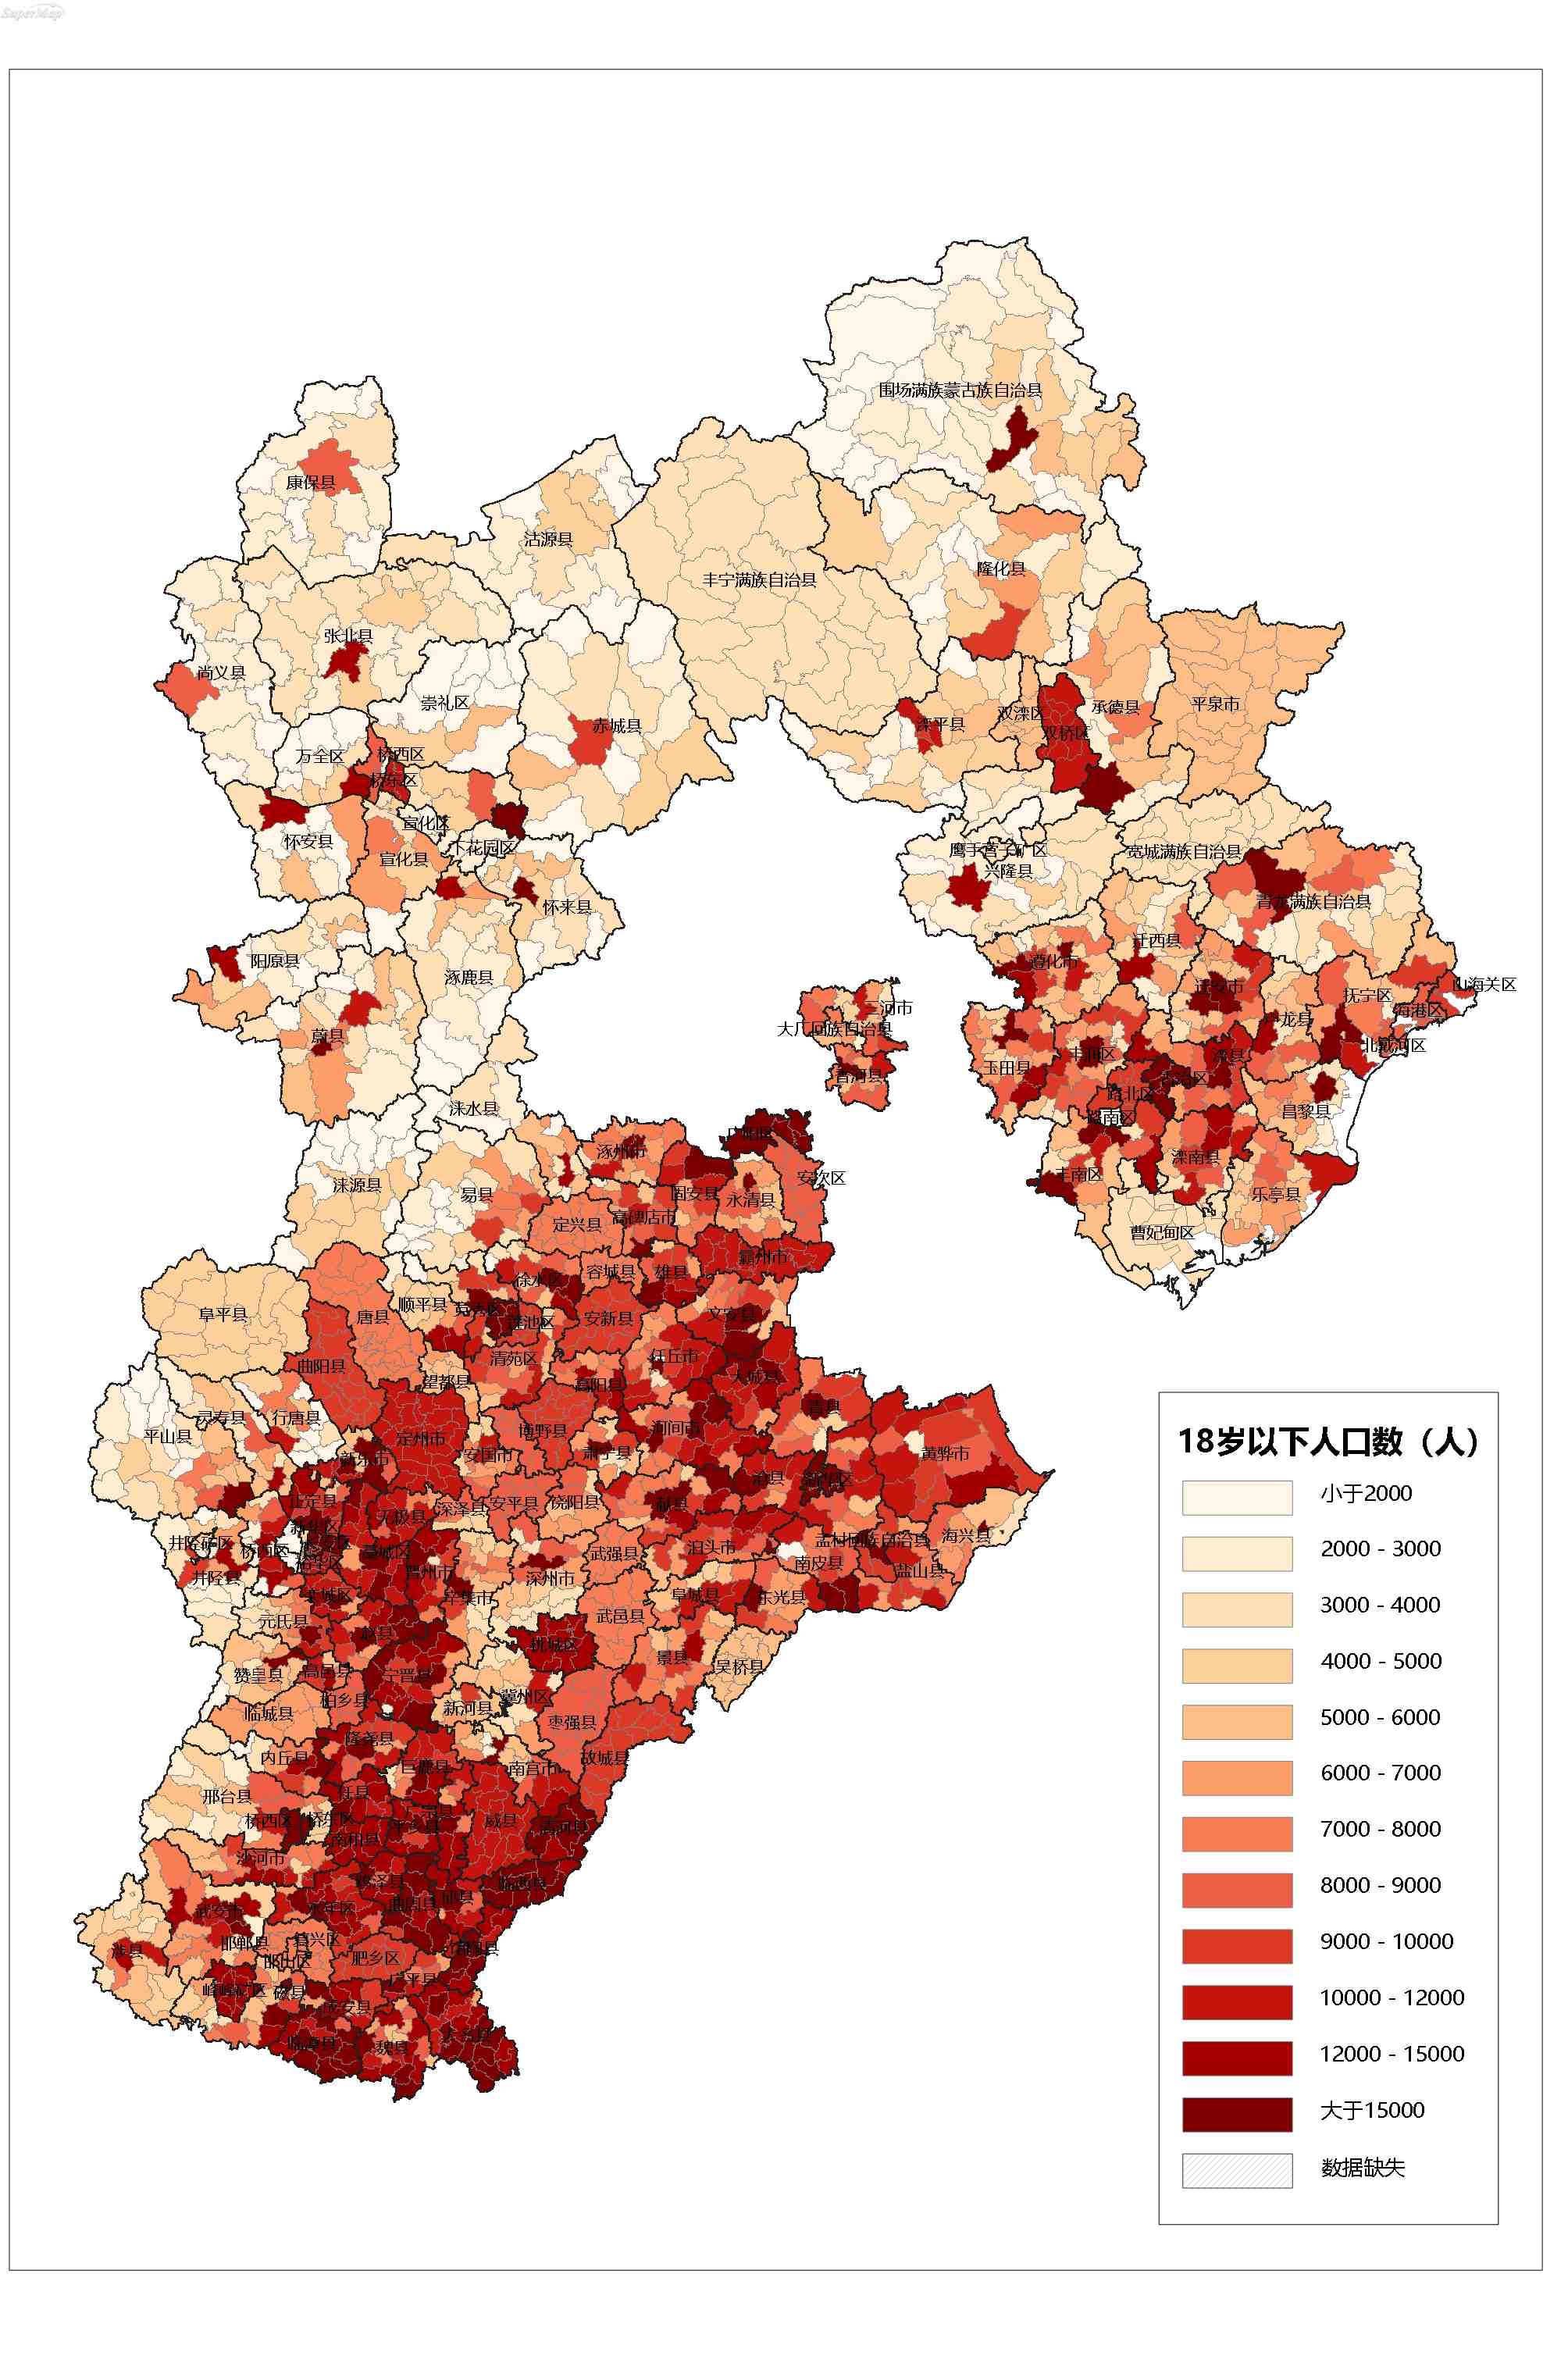 SuperMap
围场满族蒙古族自治县
康保县
沽源县
隆化县
丰宁满族自治县
张北县
尚义县
崇礼区
赤城县
滦平县
双滦区
双桥区
承德县
平泉市
万全区
桥西区
桥东区
宣化区
怀安县
宣化县
下花园区
鹰手营子矿区
兴隆县
宽城满族自治县
青龙满族自治县
怀来县
阳原县
涿鹿县
遵化市
迁西县
迁安市
抚宁区
山海关区
海港区
三河市
大厂回族自治县
香河县
蔚县
玉田县
丰润区
滦县
卢龙县
北戴河区
路北区
路南区
昌黎县
涞水县
涿州市
广阳区
丰南区
滦南县
乐亭县
曹妃甸区
涞源县
易县
定兴县
高碑店市
固安县
永清县
安次区
霸州市
徐水区
容城县
雄县
阜平县
唐县
顺平县
莲池区
安新县
文安县
曲阳县
望都县
清苑区
高阳县
任丘市
大城县
平山县
灵寿县
行唐县
定州市
安国市
博野县
肃宁县
河间市
青县
黄骅市
新乐市
正定县
无极县
深泽县
安平县
饶阳县
献县
沧县
井陉矿区
桥西区
井陉县
藁城区
晋州市
辛集市
深州市
武强县
泊头市
南皮县
孟村回族自治县
海兴县
盐山县
栾城区
元氏县
赵县
武邑县
阜城县
东光县
桃城区
景县
吴桥县
赞皇县
高邑县
宁晋县
临城县
柏乡县
新河县
冀州区
枣强县
隆尧县
内丘县
巨鹿县
南宫市
故城县
邢台县
任县
桥西区
桥东区
广宗县
平乡县
威县
清河县
南和县
沙河市
鸡泽县
临西县
武安市
永年区
曲周县
邱县
涉县
邯郸县
复兴区
邯山区
肥乡区
馆陶县
广平县
峰峰矿区
磁县
成安县
临漳县
魏县
大名县
18岁以下人口数（人）
小于2000
2000 - 3000
3000 - 4000
4000 - 5000
5000 - 6000
6000 - 7000
7000 - 8000
8000 - 9000
9000 - 10000
10000 - 12000
12000 - 15000
大于15000
数据缺失